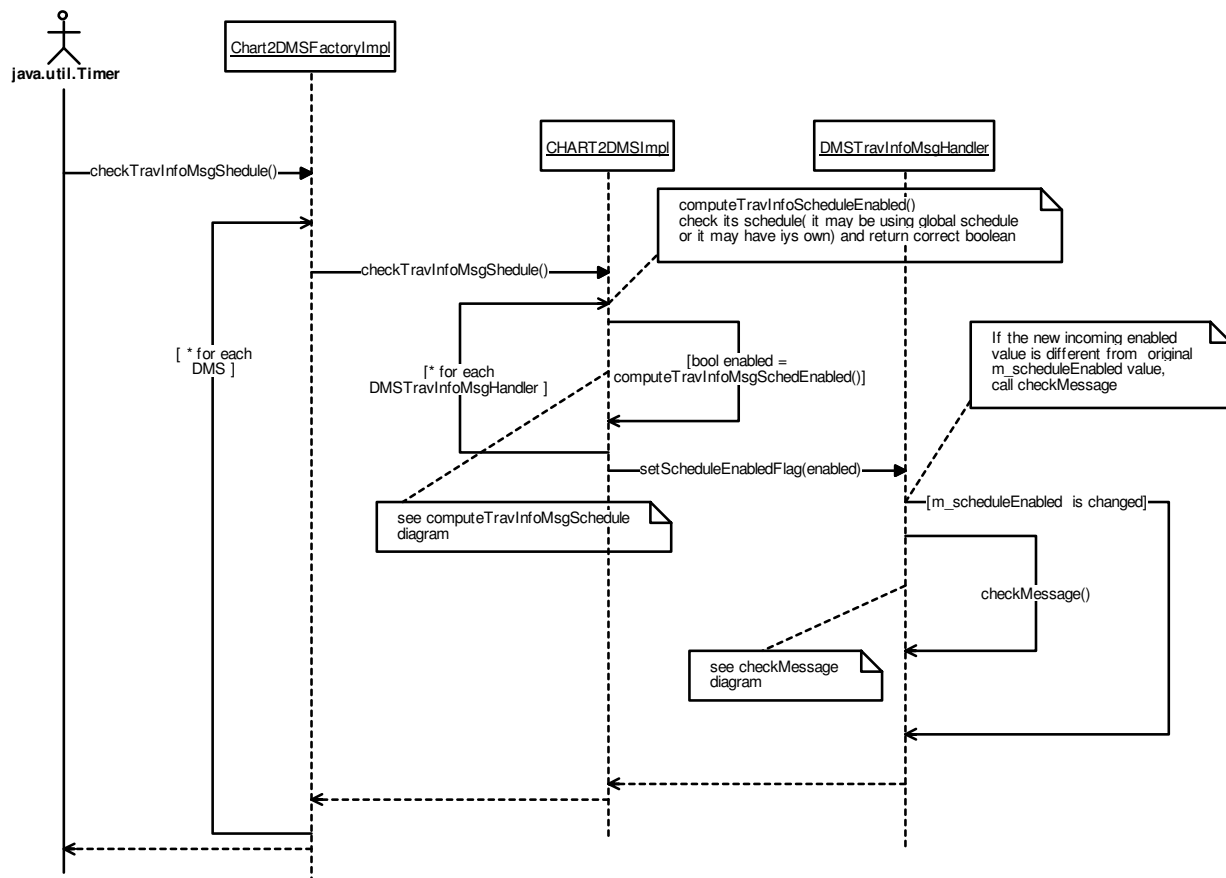 Chart2DMSFactoryImpl
java.util.Timer
CHART2DMSImpl
DMSTravInfoMsgHandler
checkTravInfoMsgShedule()
computeTravInfoScheduleEnabled()
check its schedule( it may be using global schedule
or it may have iys own) and return correct boolean
checkTravInfoMsgShedule()
[ * for each
DMS ]
[* for each
DMSTravInfoMsgHandler ]
[bool enabled =
computeTravInfoMsgSchedEnabled()]
If the new incoming enabled
value is different from original
m_scheduleEnabled value,
call checkMessage
setScheduleEnabledFlag(enabled)
see computeTravInfoMsgSchedule
diagram
[m_scheduleEnabled is changed]
checkMessage()
see checkMessage
diagram